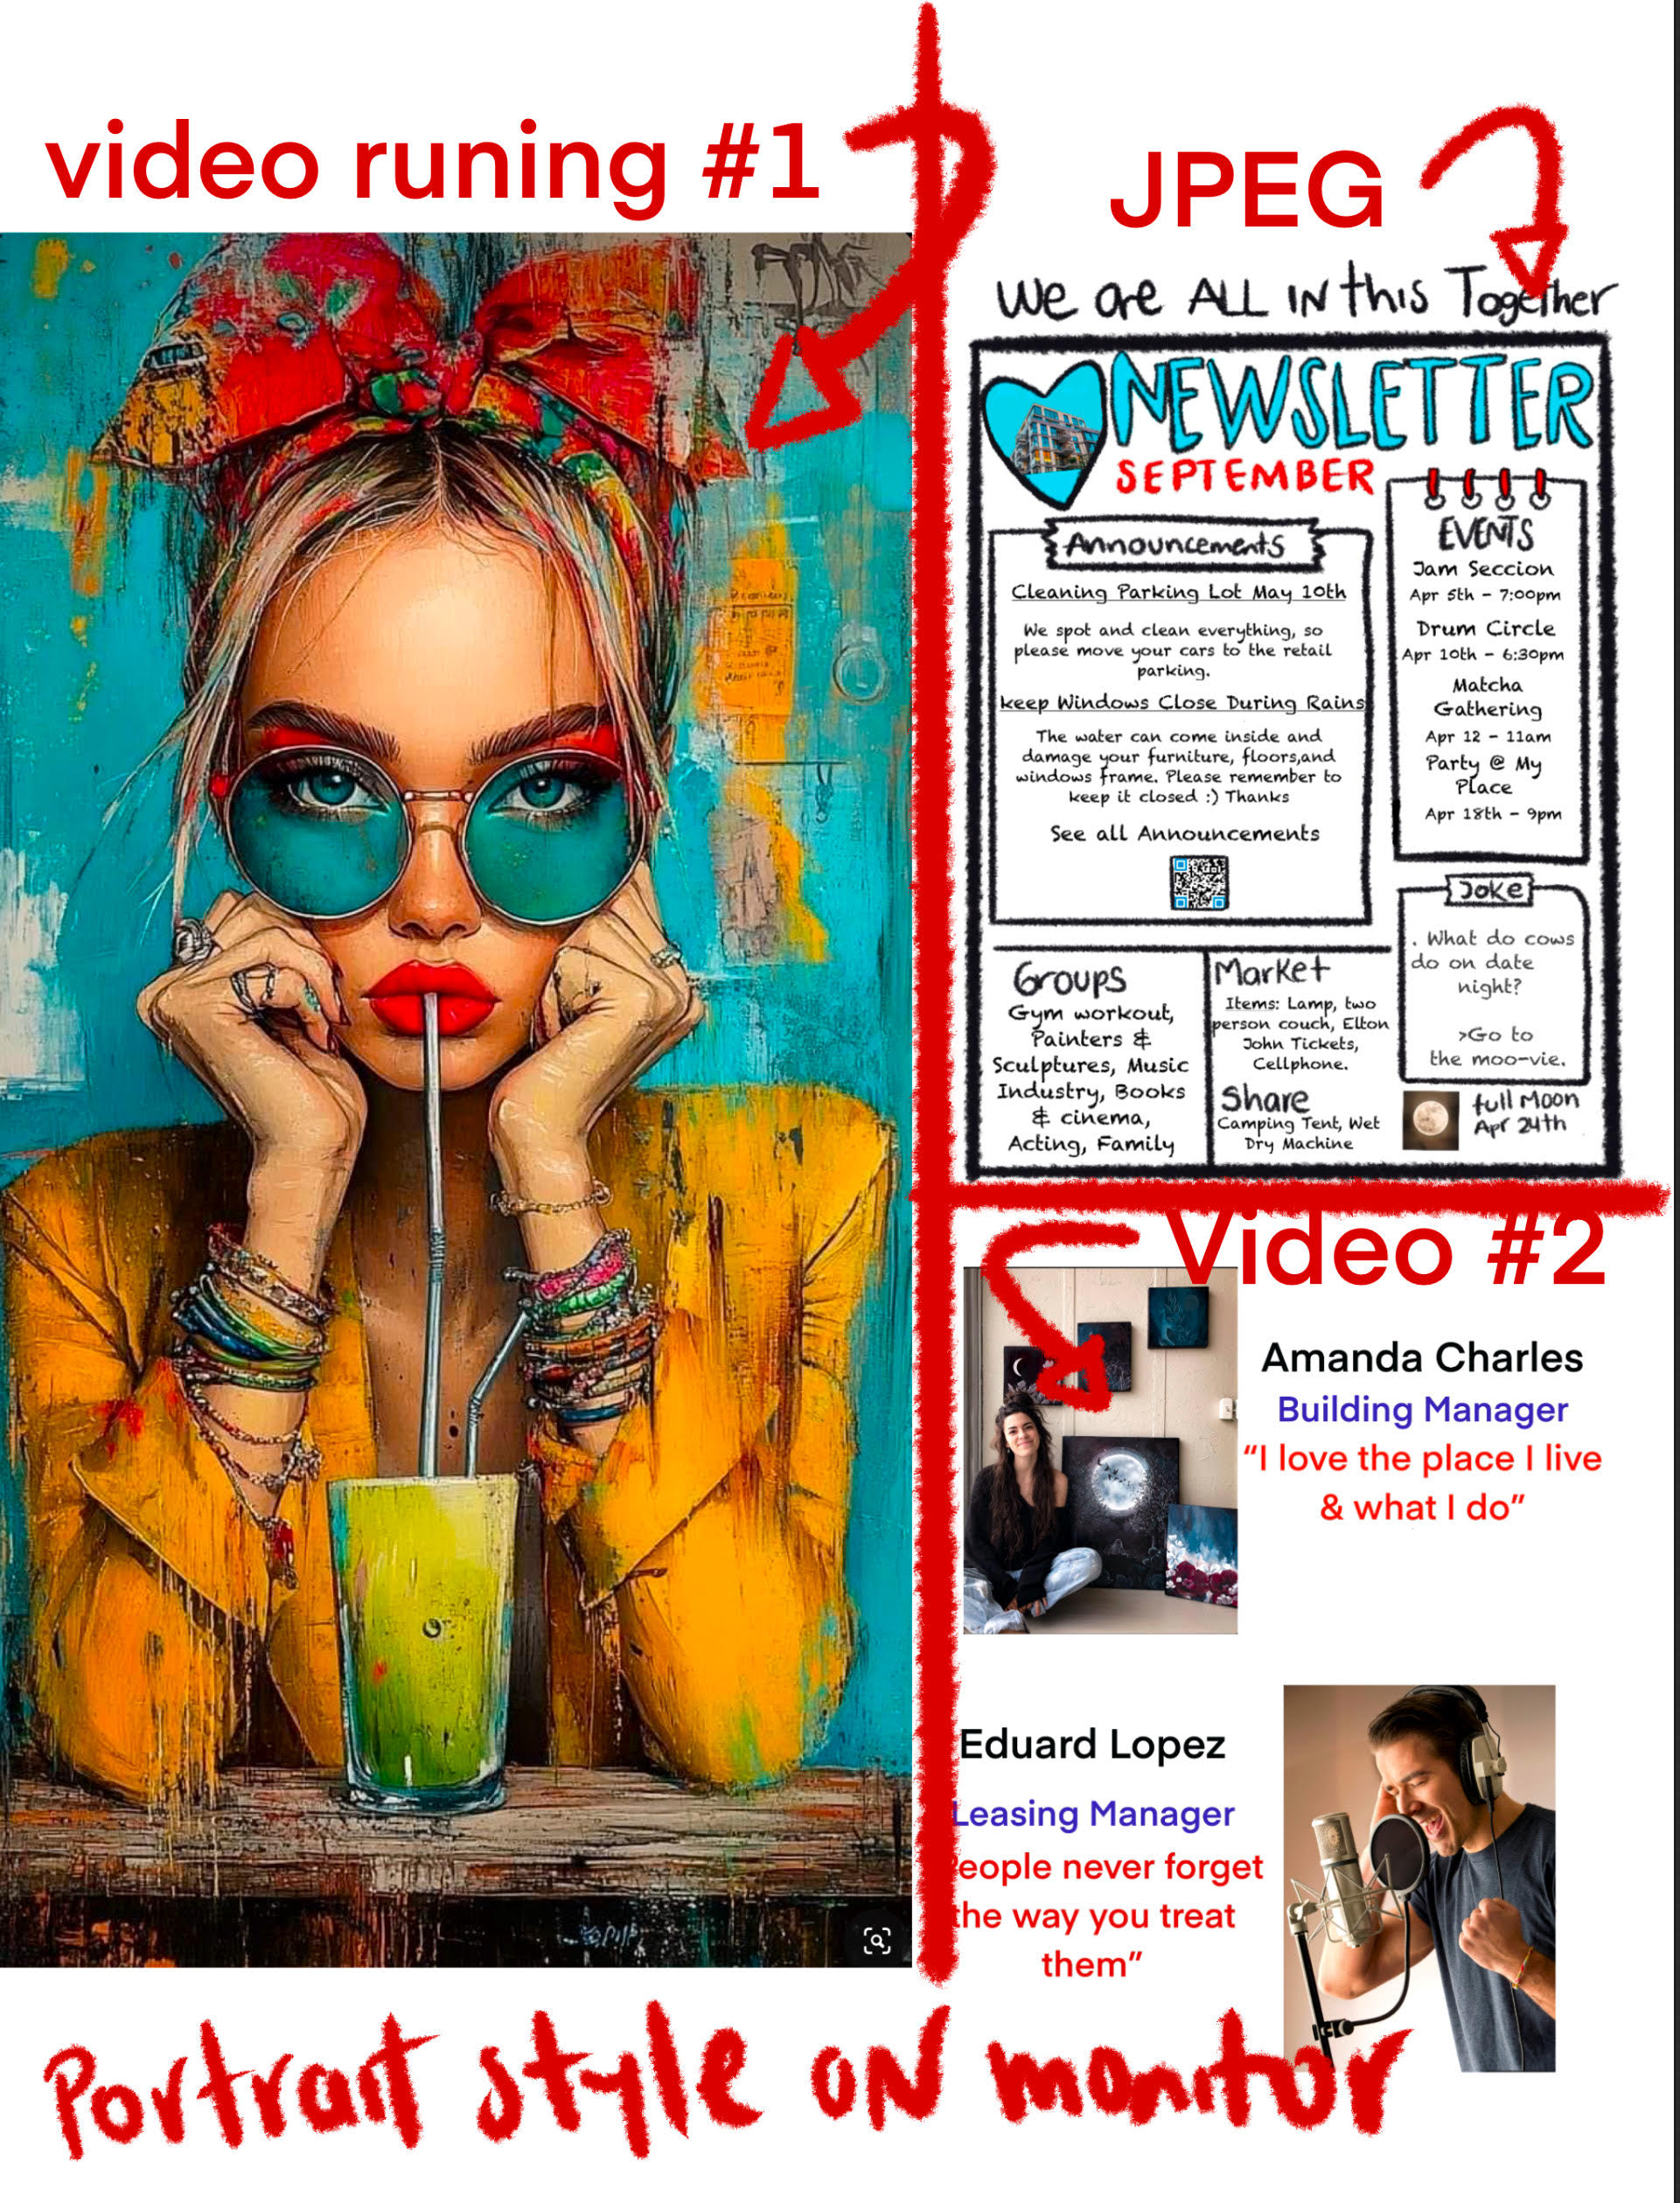 video runing #1
JPEG
We are ALL IN this Together
NEWSLETTER
SEPTEMBER
Announcements
Cleaning Parking Lot May 10th
We spot and clean everything, so
please move your cars to the retail
parking.
keep Windows Close During Rains
The water can come inside and
damage your furniture, floors,and
windows frame. Please remember to
keep it closed :) Thanks
See all Announcements
EVENTS
Jam Seccion
Apr 5th - 7:00pm
Drum Circle
Apr 10th - 6:30pm
Matcha
Gathering
Apr 12 - 11am
Party @ My
Place
Apr 18th - 9pm
Joke
. What do cows
do on date
night?
>Go to
the moo-vie.
Groups
Gym workout,
Painters &
Sculptures, Music
Industry, Books
& cinema,
Acting, Family
Market
Items: Lamp, two
person couch, Elton
John Tickets,
Cellphone.
Share
Camping Tent, Wet
Dry Machine
full Moon
Apr 24th
Video #2
Amanda Charles
Building Manager
“I love the place I live
& what I do”
Eduard Lopez
Leasing Manager
eople never forget
the way you treat
them”
Portrait style ON monitor